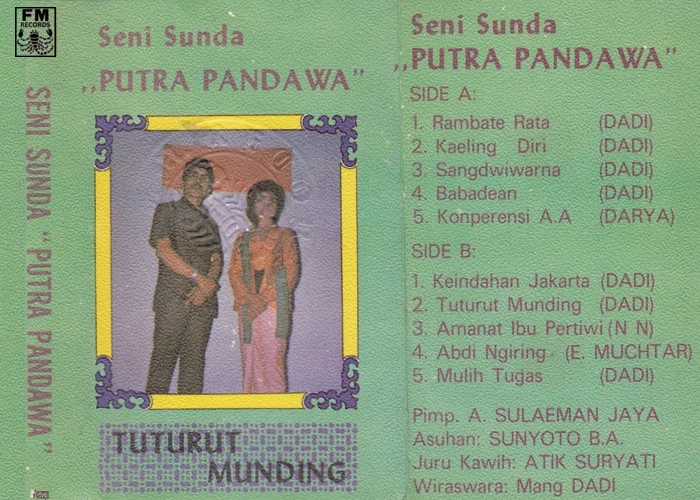 FM
RECORDS
SENI SUNDA "PUTRA PANDAWA"
Seni Sunda
,,PUTRA PANDAWA"
TUTURUT
MUNDING
Seni Sunda
,,PUTRA PANDAWA"
SIDE A:
1. Rambate Rata (DADI)
2. Kaeling Diri (DADI)
3. Sangdwiwarna (DADI)
4. Babadean (DADI)
5. Konperensi A.A (DARYA)
SIDE B:
1. Keindahan Jakarta (DADI)
2. Tuturut Munding (DADI)
3. Amanat Ibu Pertiwi (N N)
4. Abdi Ngiring (E. MUCHTAR)
5. Mulih Tugas (DADI)
Pimp. A. SULAEMAN JAYA
Asuhan: SUNYOTO B.A.
Juru Kawih: ATIK SURYATI
Wiraswara: Mang DADI